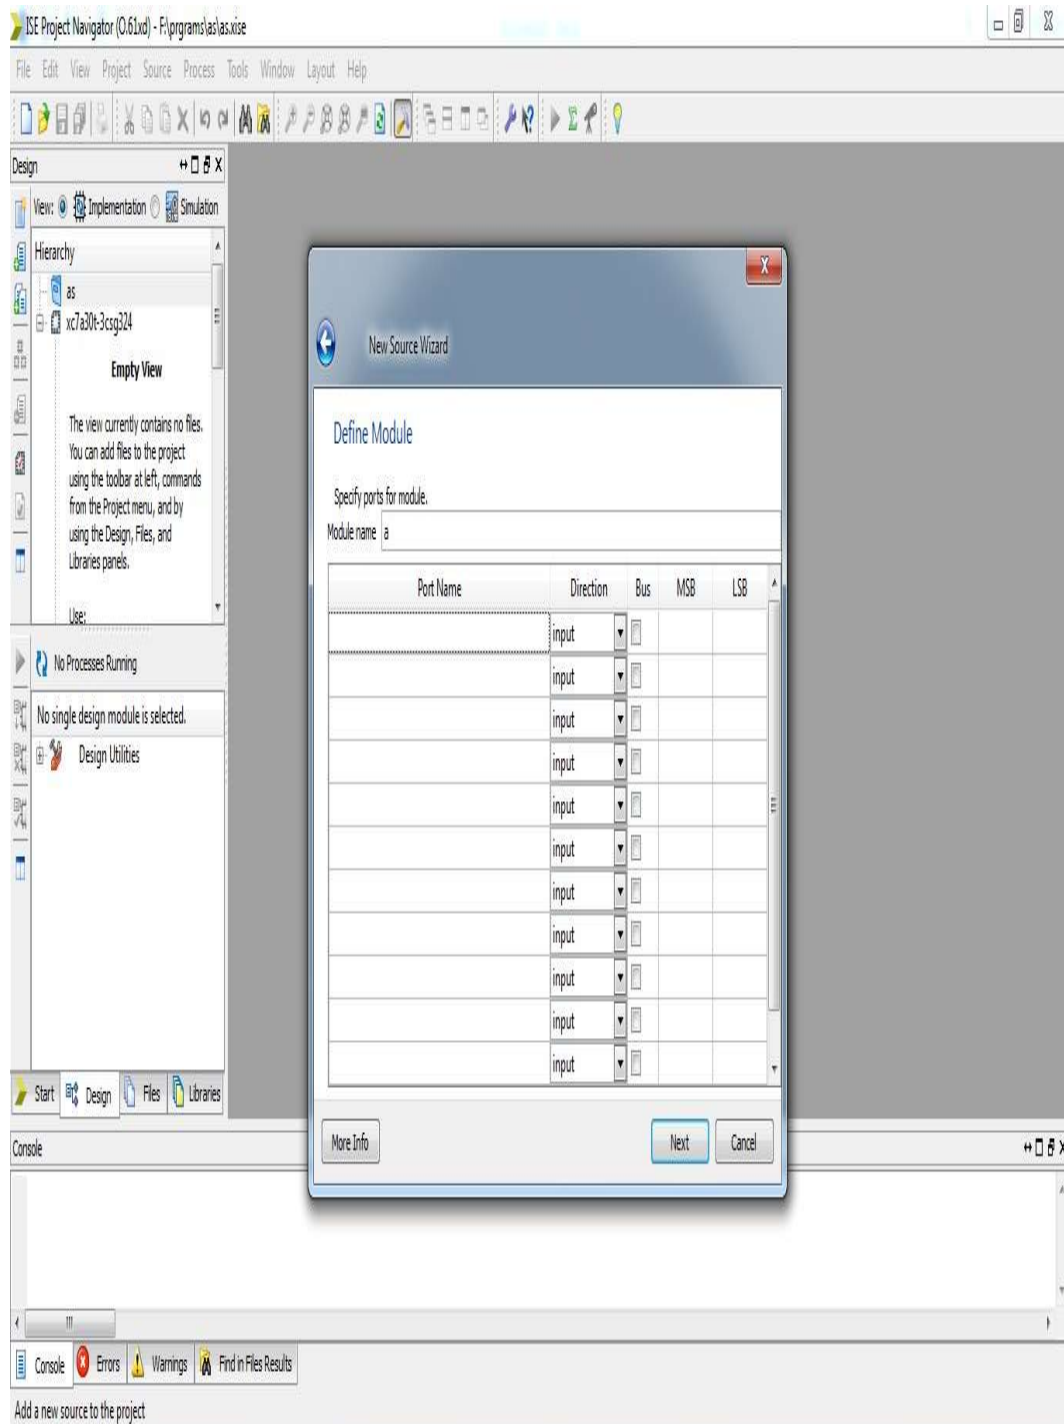 ISE Project Navigator (O.61xd) - F:\prgrams\as\as.xise
File Edit View Project Source Process Tools Window Layout Help
Design
View: Implementation Simulation
Hierarchy
as
xc7a30t-3csg324
Empty View
The view currently contains no files.
You can add files to the project
using the toolbar at left, commands
from the Project menu, and by
using the Design, Files, and
Libraries panels.
Use:
No Processes Running
No single design module is selected.
Design Utilities
Start Design Files Libraries
New Source Wizard
Define Module
Specify ports for module.
Module name a
Port Name Direction Bus MSB LSB
input
input
input
input
input
input
input
input
input
input
input
More Info Next Cancel
Console
Console Errors Warnings Find in Files Results
Add a new source to the project